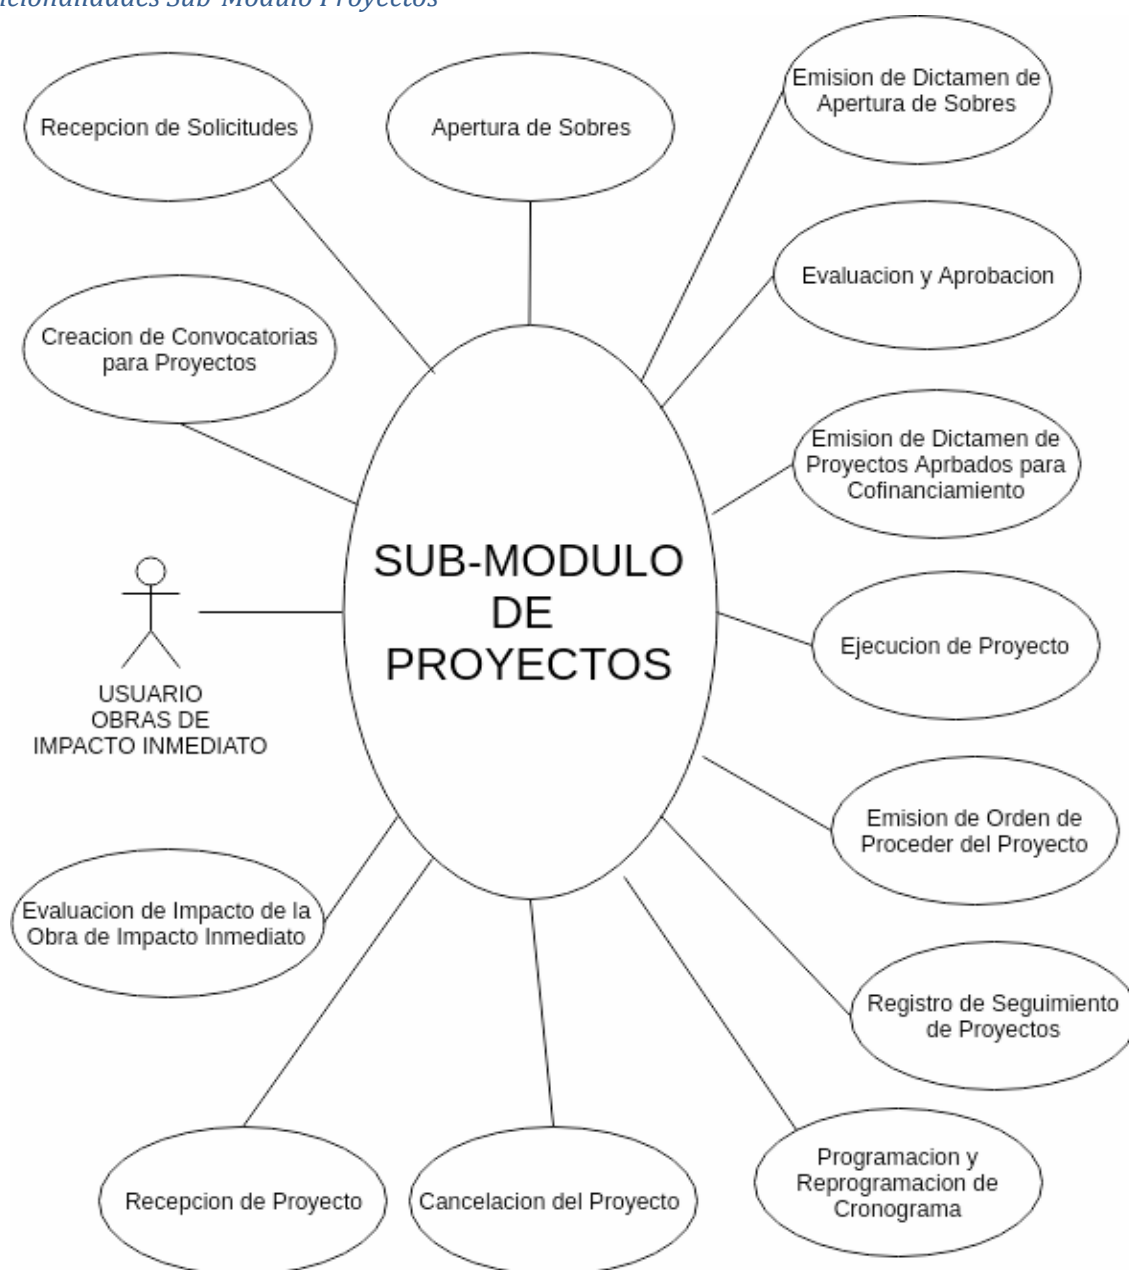 Sub-Modulo Proyectos
Emision de Dictamen de
Apertura de Sobres
Recepcion de Solicitudes
Apertura de Sobres
Evaluacion y Aprobacion
Creacion de Convocatorias
para Proyectos
Emision de Dictamen de
Proyectos Aprbados para
Cofinanciamiento
SUB-MODULO
DE
PROYECTOS
Ejecucion de Proyecto
USUARIO
OBRAS DE
IMPACTO INMEDIATO
Emision de Orden de
Proceder del Proyecto
Evaluacion de Impacto de la
Obra de Impacto Inmediato
Registro de Seguimiento
de Proyectos
Recepcion de Proyecto
Cancelacion del Proyecto
Programacion y
Reprogramacion de
Cronograma